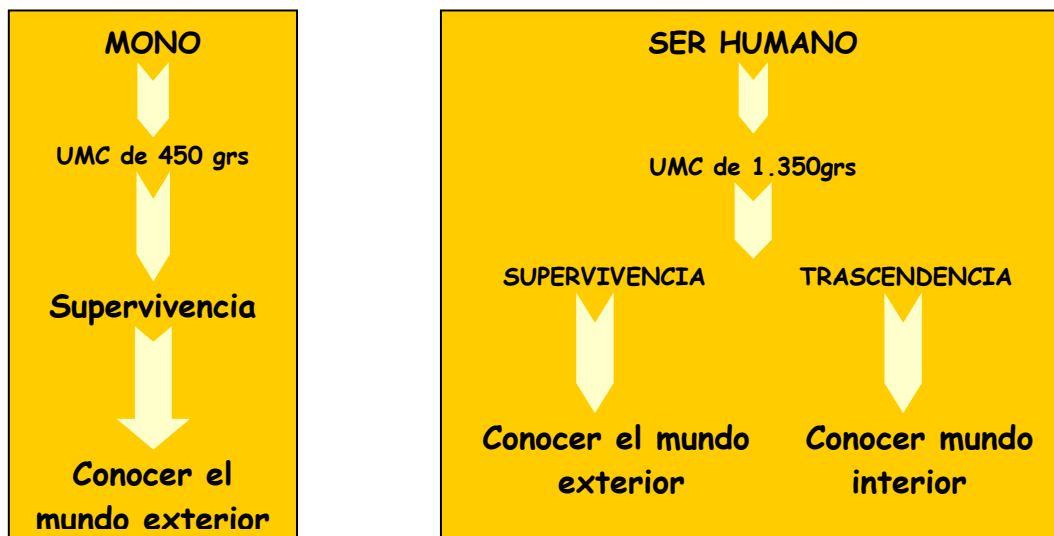 MONO
UMC de 450 grs
Supervivencia
Conocer el
mundo exterior
SER HUMANO
UMC de 1.350grs
SUPERVIVENCIA
TRASCENDENCIA
Conocer el mundo
exterior
Conocer mundo
interior